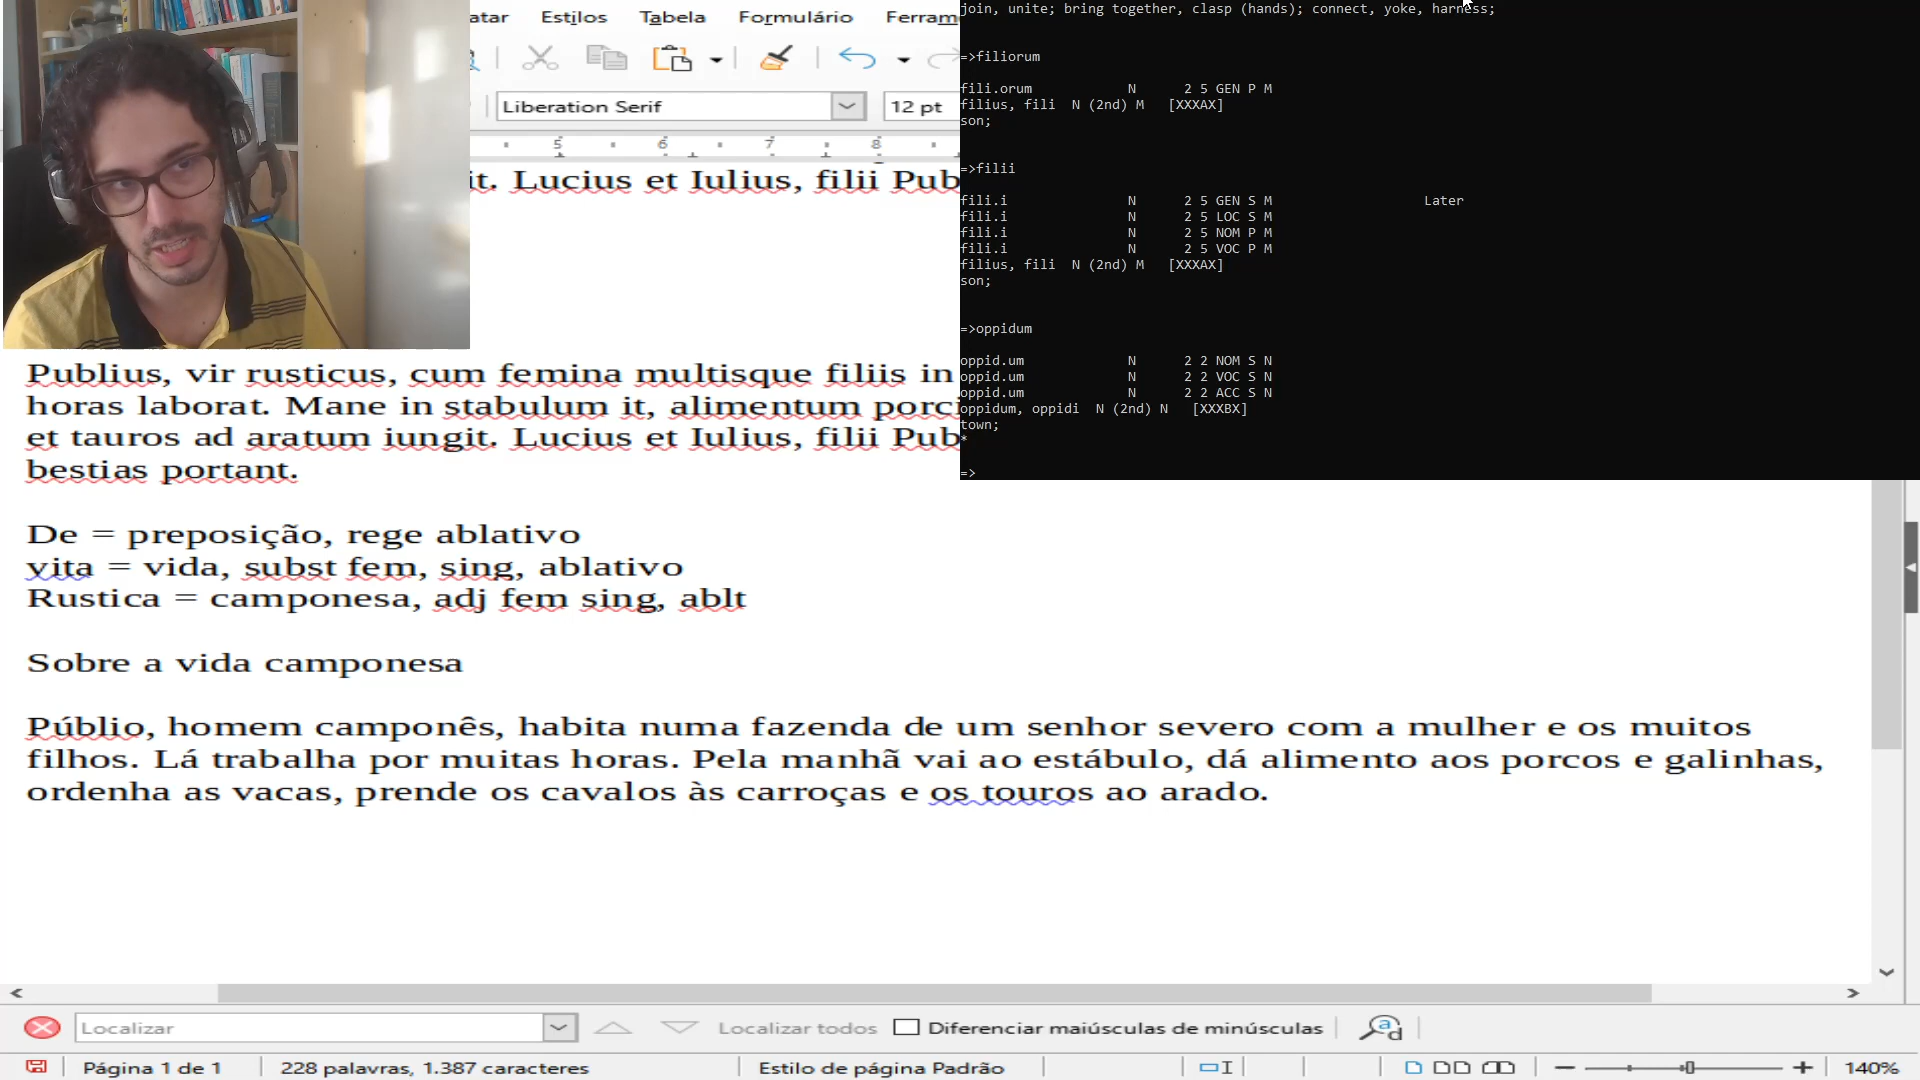 atar Estilos Tabela Formulário Ferram
Liberation Serif 12 pt
5 6 7 8
it. Lucius et Iulius, filii Pub
Publius, vir rusticus, cum femina multisque filiis in
horas laborat. Mane in stabulum it, alimentum porci
et tauros ad aratum iungit. Lucius et Iulius, filii Pub
bestias portant.
De = preposição, rege ablativo
vita = vida, subst fem, sing, ablativo
Rustica = camponesa, adj fem sing, ablt
Sobre a vida camponesa
Públio, homem camponês, habita numa fazenda de um senhor severo com a mulher e os muitos
filhos. Lá trabalha por muitas horas. Pela manhã vai ao estábulo, dá alimento aos porcos e galinhas,
ordenha as vacas, prende os cavalos às carroças e os touros ao arado.
join, unite; bring together, clasp (hands); connect, yoke, harness;
=>filiorum
fili.orum N 2 5 GEN P M
filius, fili N (2nd) M [XXXAX]
son;
=>filii
fili.i N 2 5 GEN S M Later
fili.i N 2 5 LOC S M
fili.i N 2 5 NOM P M
fili.i N 2 5 VOC P M
filius, fili N (2nd) M [XXXAX]
son;
=>oppidum
oppid.um N 2 2 NOM S N
oppid.um N 2 2 VOC S N
oppid.um N 2 2 ACC S N
oppidum, oppidi N (2nd) N [XXXBX]
town;
*
=>
Localizar Localizar todos Diferenciar maiúsculas de minúsculas
Página 1 de 1 228 palavras, 1.387 caracteres Estilo de página Padrão 140%